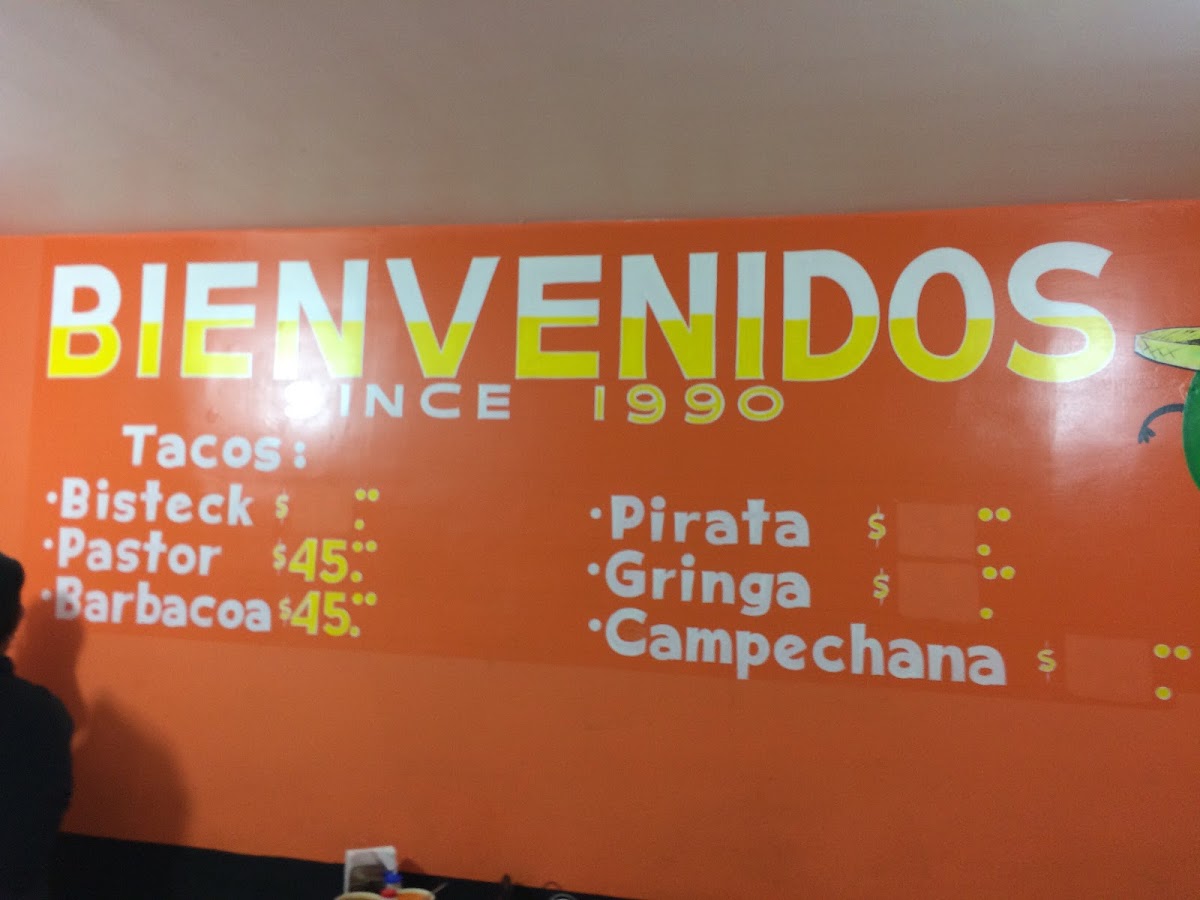 BIENVENIDOS
SINCE 1990
Tacos:
·Bisteck $ .°°
·Pastor $45.°°
·Barbacoa $45.°°
·Pirata $ .°°
·Gringa $ .°°
·Campechana $ .°°